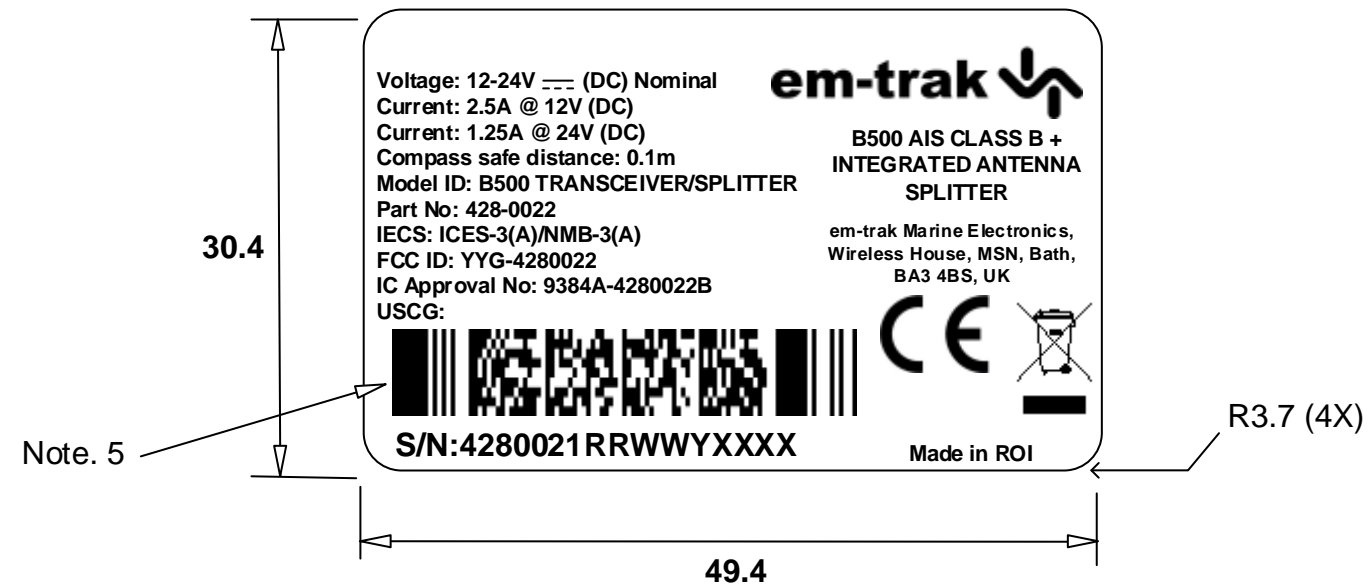 Voltage: 12-24V (DC) Nominal
Current: 2.5A @ 12V (DC)
Current: 1.25A @ 24V (DC)
Compass safe distance: 0.1m
Model ID: B500 TRANSCEIVER/SPLITTER
Part No: 428-0022
IECS: ICES-3(A)/NMB-3(A)
FCC ID: YYG-4280022
IC Approval No: 9384A-4280022B
USCG:
S/N:4280021RRWWYXXXX
em-trak
B500 AIS CLASS B +
INTEGRATED ANTENNA
SPLITTER
em-trak Marine Electronics,
Wireless House, MSN, Bath,
BA3 4BS, UK
CE
Made in ROI
30.4
Note. 5
R3.7 (4X)
49.4